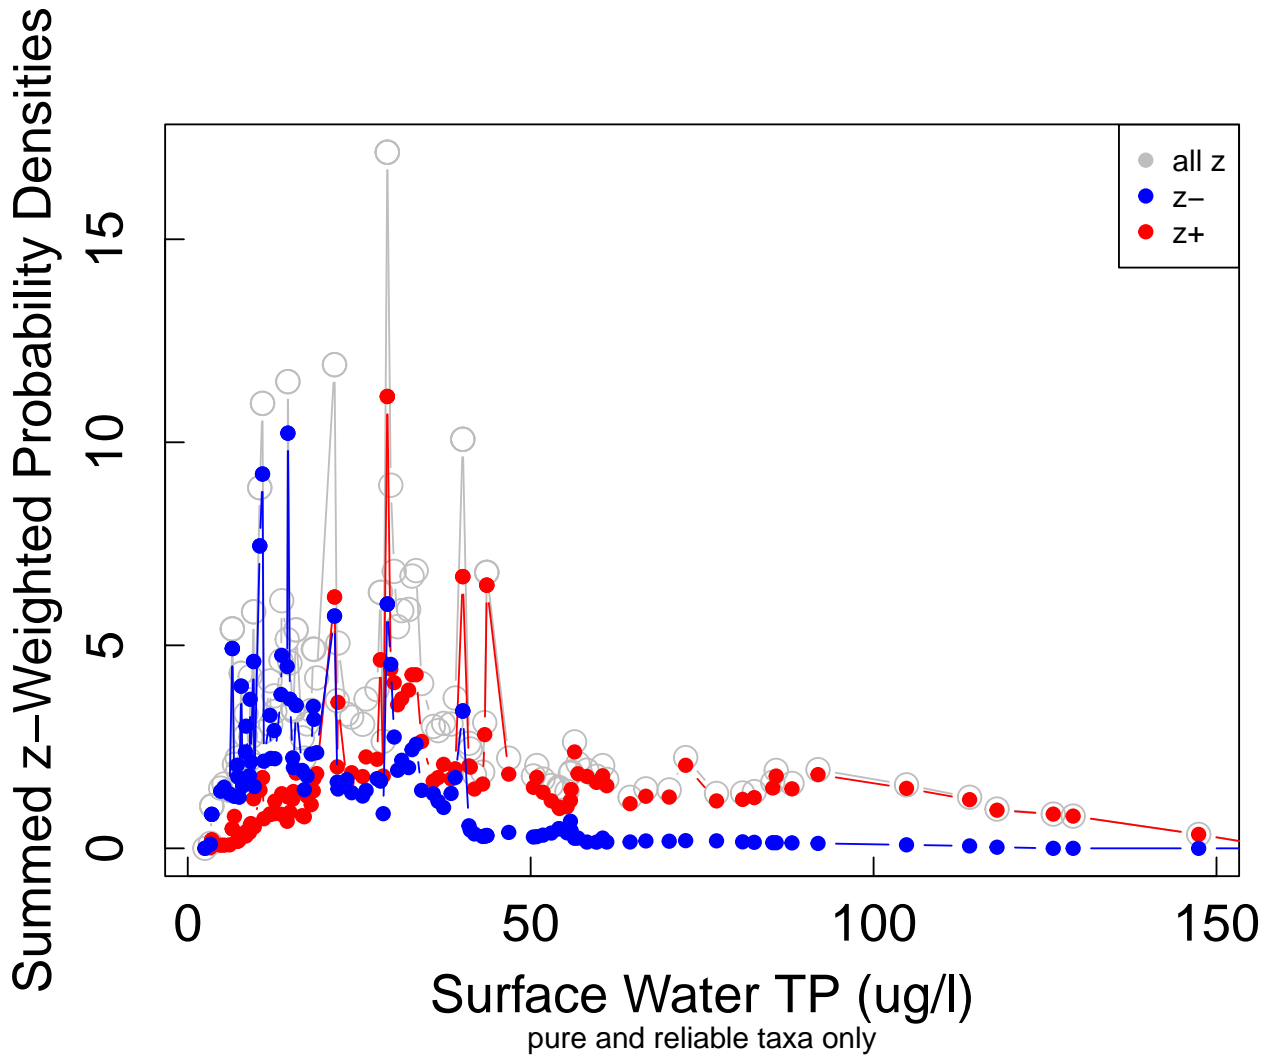 Summed z−Weighted Probability Densities
15
10
5
0
all z
z−
z+
0 50 100 150
Surface Water TP (ug/l)
pure and reliable taxa only